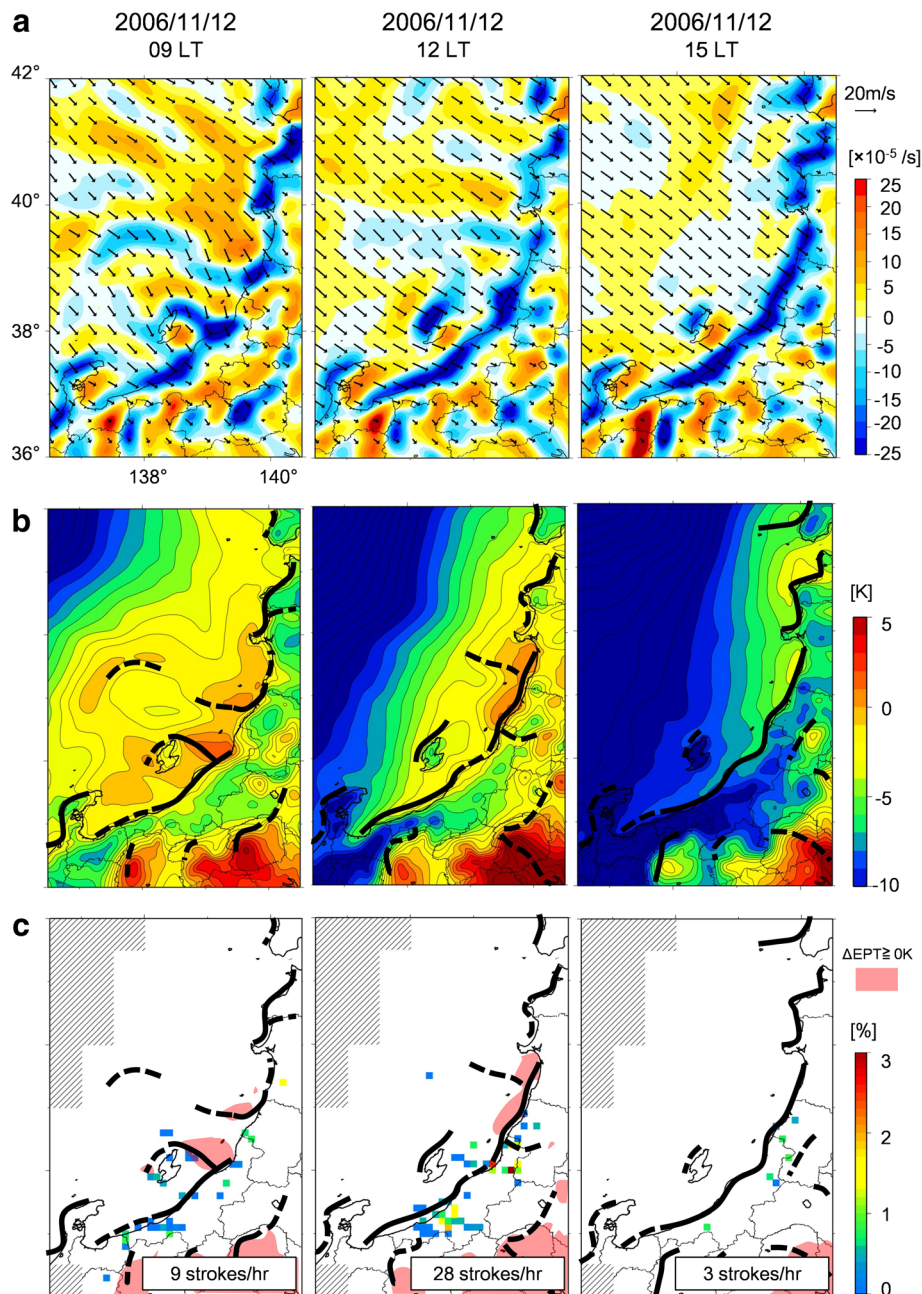 a
2006/11/12
09 LT
2006/11/12
12 LT
2006/11/12
15 LT
42°
40°
38°
36°
138°
140°
20m/s
[×10⁻⁵ /s]
25
20
15
10
5
0
-5
-10
-15
-20
-25
b
[K]
5
0
-5
-10
c
ΔEPT≧ 0K
[%]
3
2
1
0
9 strokes/hr
28 strokes/hr
3 strokes/hr